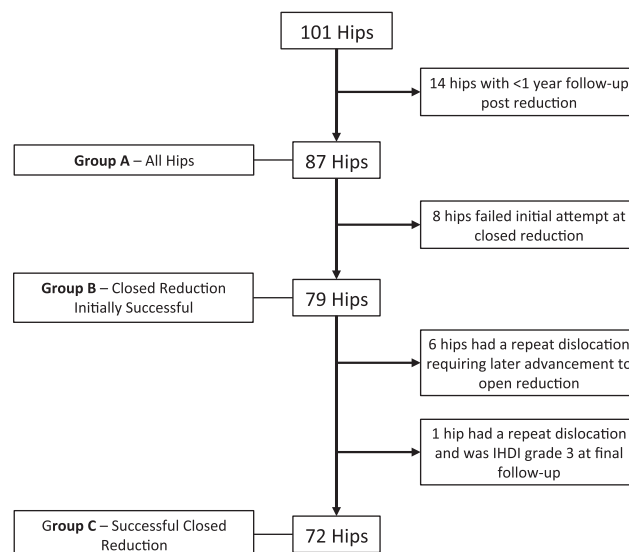 101 Hips
14 hips with <1 year follow-up
post reduction
Group A – All Hips
87 Hips
8 hips failed initial attempt at
closed reduction
Group B – Closed Reduction
Initially Successful
79 Hips
6 hips had a repeat dislocation
requiring later advancement to
open reduction
1 hip had a repeat dislocation
and was IHDI grade 3 at final
follow-up
Group C – Successful Closed
Reduction
72 Hips